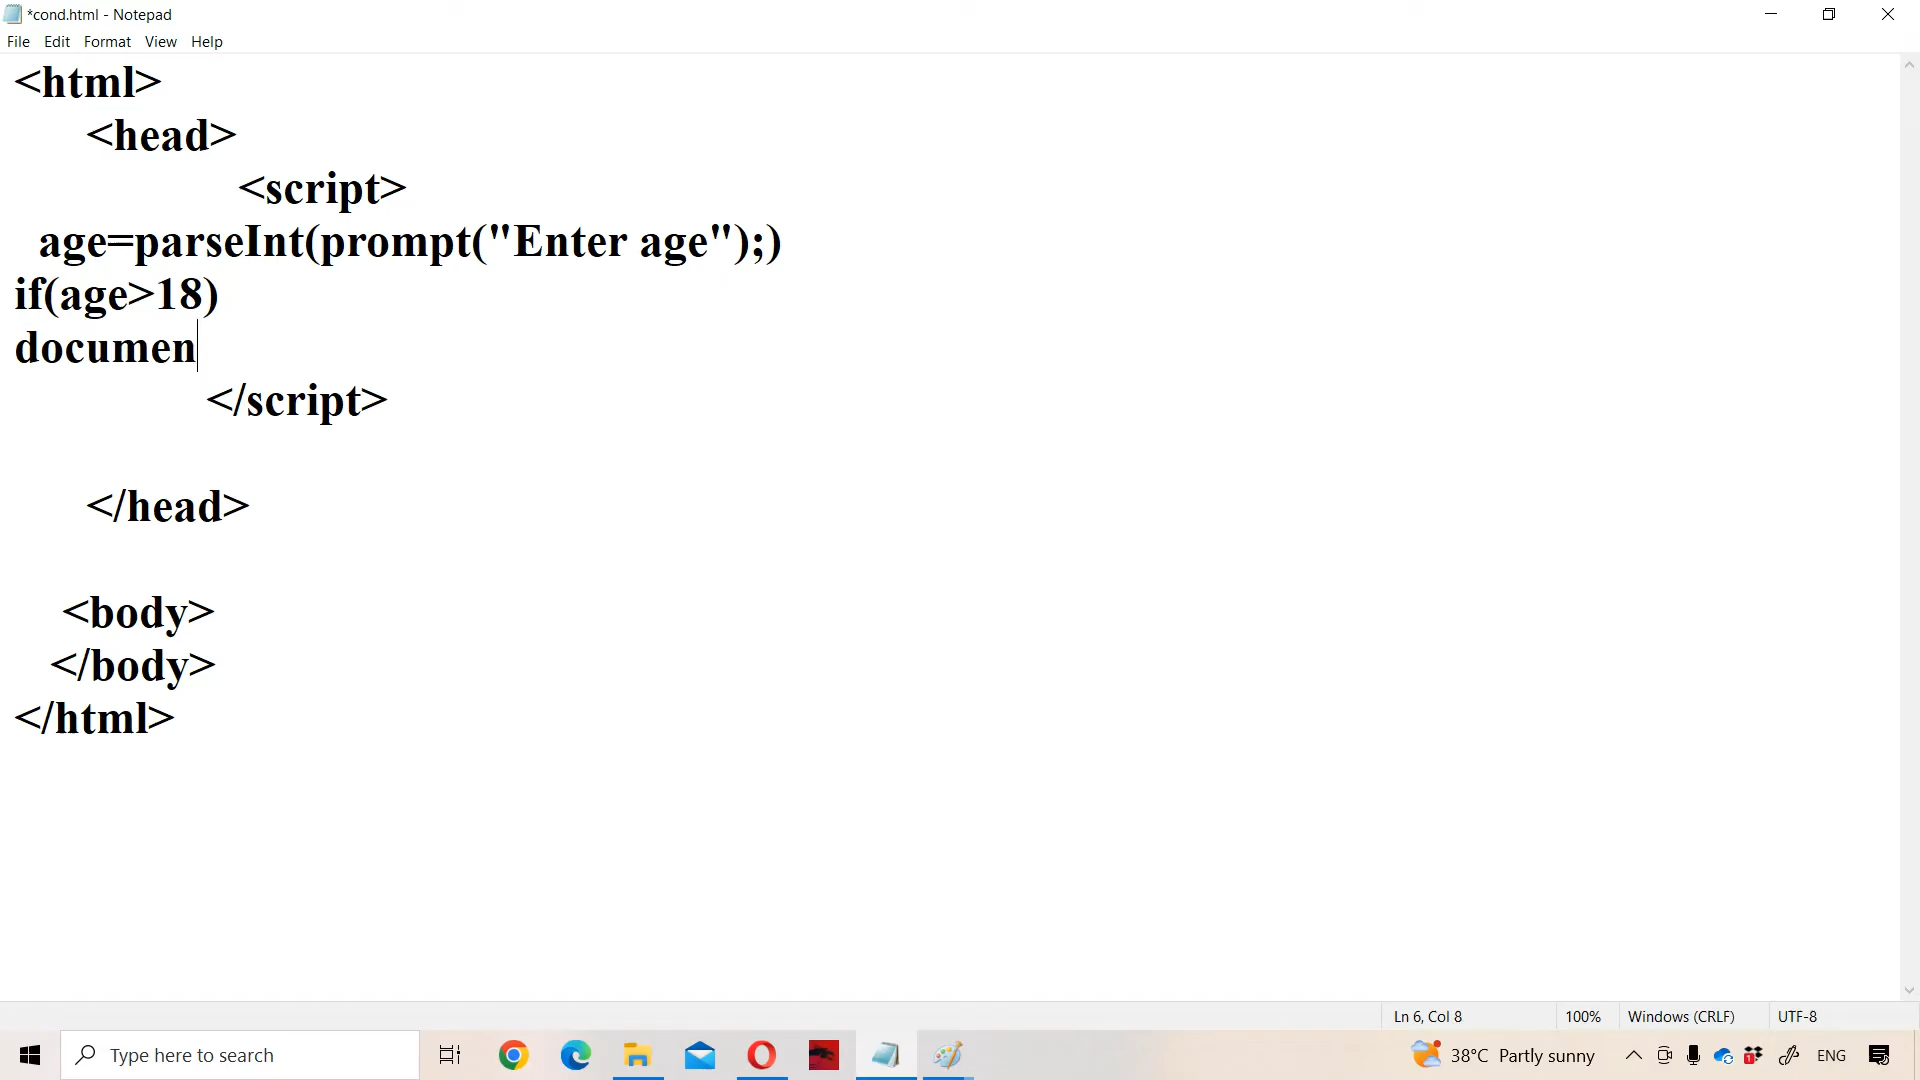 *cond.html - Notepad
File Edit Format View Help
<html>
<head>
<script>
age=parseInt(prompt("Enter age");)
if(age>18)
documen
</script>
</head>
<body>
</body>
</html>
Ln 6, Col 8 100% Windows (CRLF) UTF-8
Type here to search 38°C Partly sunny 1 ENG